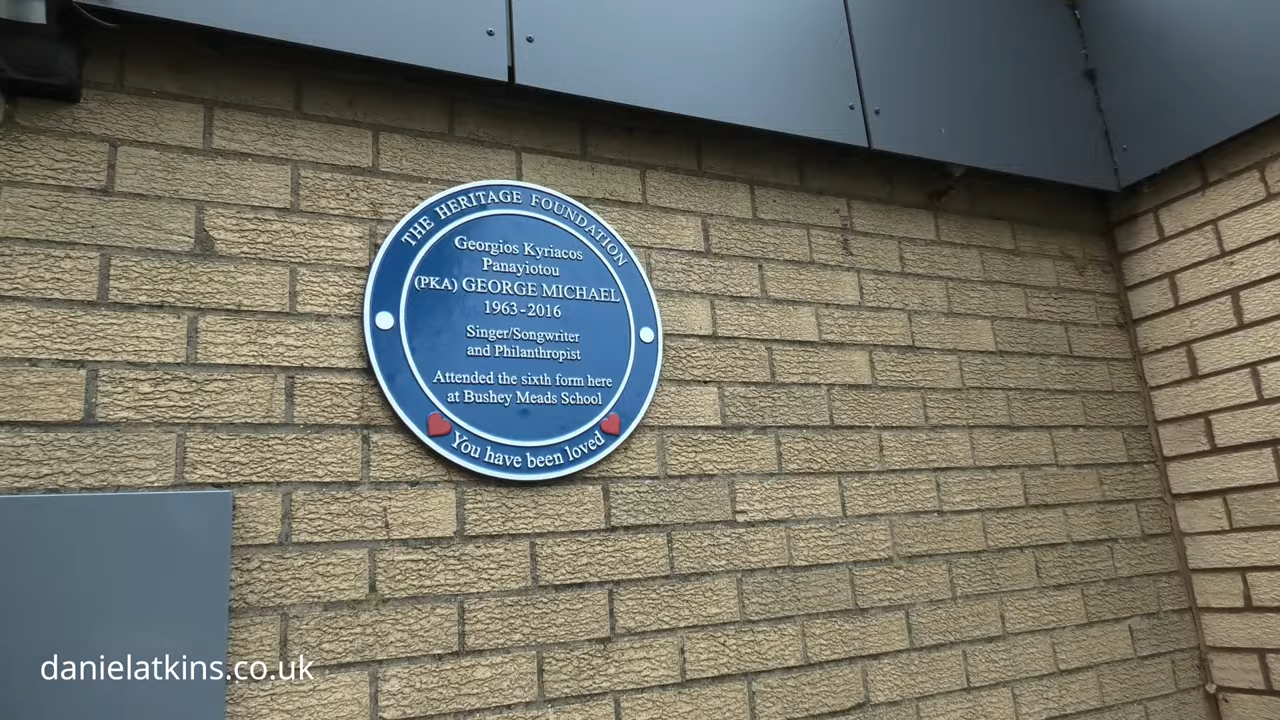 THE HERITAGE FOUNDATION
Georgios Kyriacos
Panayiotou
(PKA) GEORGE MICHAEL
1963-2016
Singer/Songwriter
and Philanthropist
Attended the sixth form here
at Bushey Meads School
You have been loved
danielatkins.co.uk